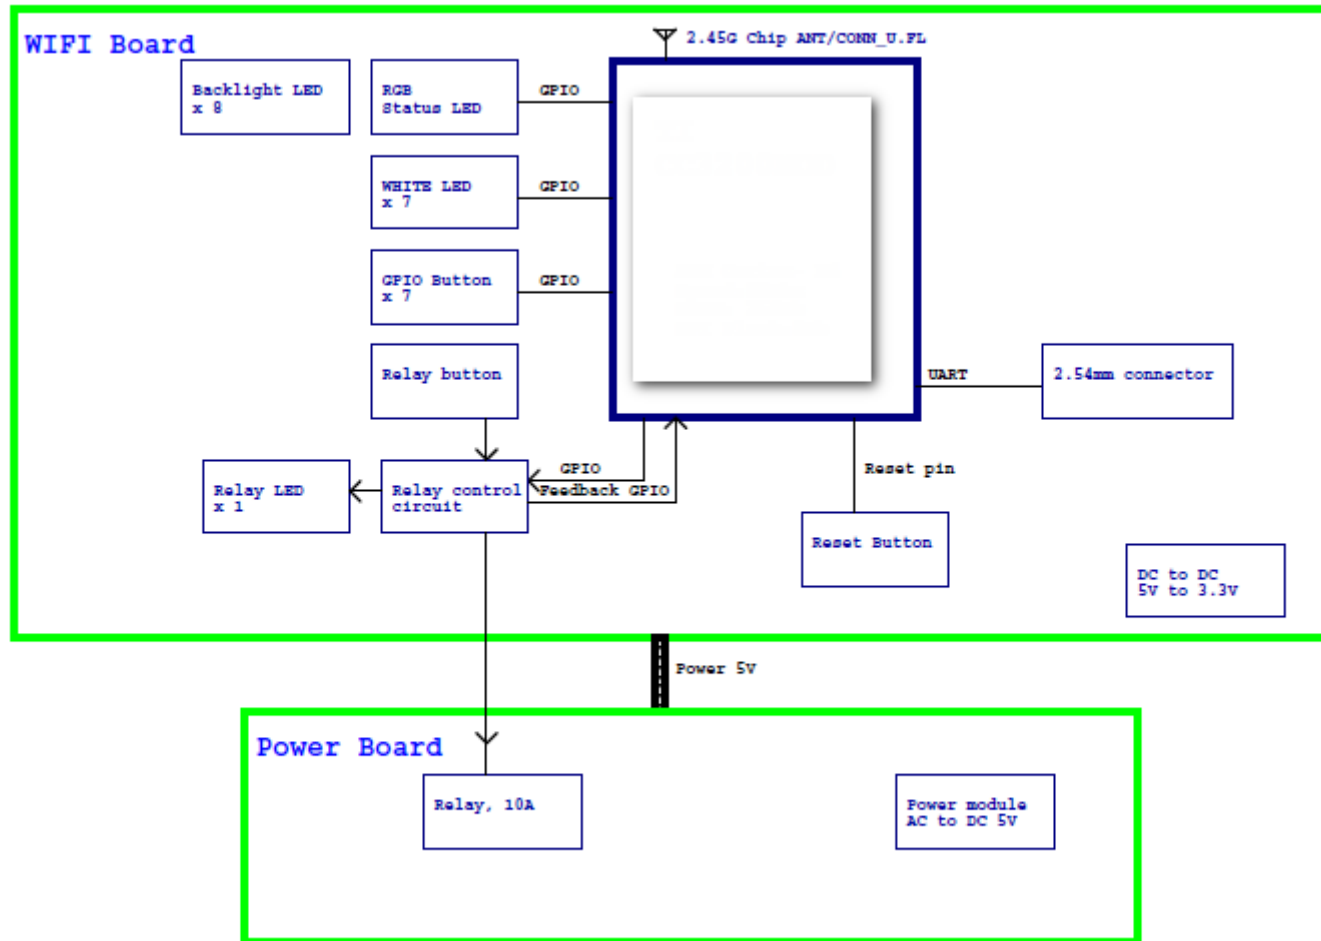 WIFI Board
2.45G Chip ANT/CONN_U.FL
Backlight LED
x 8
RGB
Status LED
GPIO
WHITE LED
x 7
GPIO
GPIO Button
x 7
GPIO
Relay button
UART
2.54mm connector
Relay LED
x 1
Relay control
circuit
GPIO
Feedback GPIO
Reset pin
Reset Button
DC to DC
5V to 3.3V
Power 5V
Power Board
Relay, 10A
Power module
AC to DC 5V